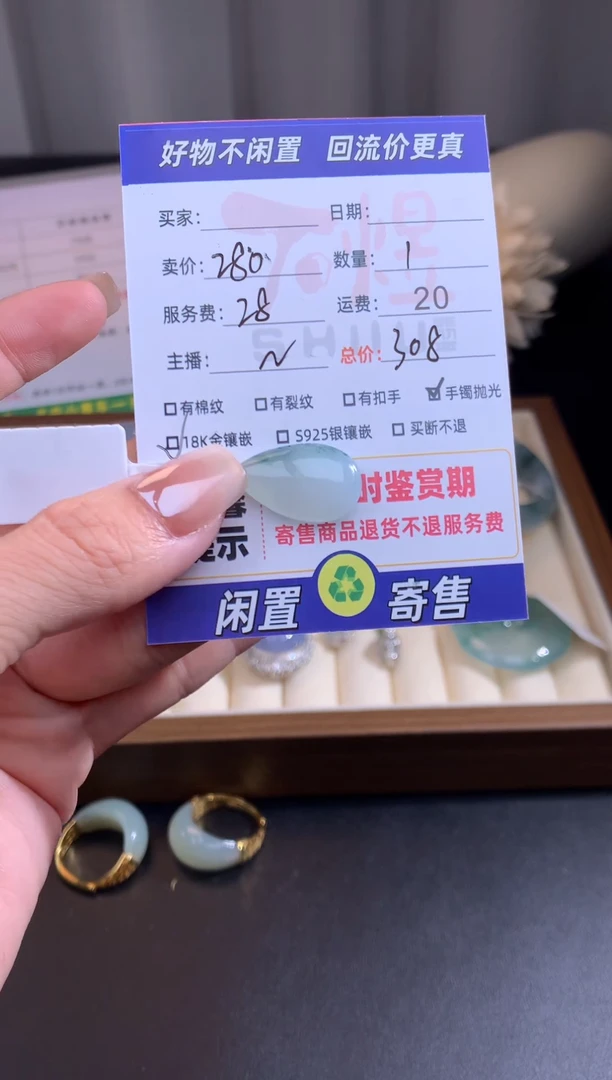 好物不闲置 回流价更真
买家: 日期:
卖价: 280 数量: 1
服务费: 28 运费: 20
主播: N 总价: 308
有棉纹 有裂纹 有扣手 手镯抛光
18K金镶嵌 S925银镶嵌 买断不退
时鉴赏期
提示 寄售商品退货不退服务费
闲置 寄售